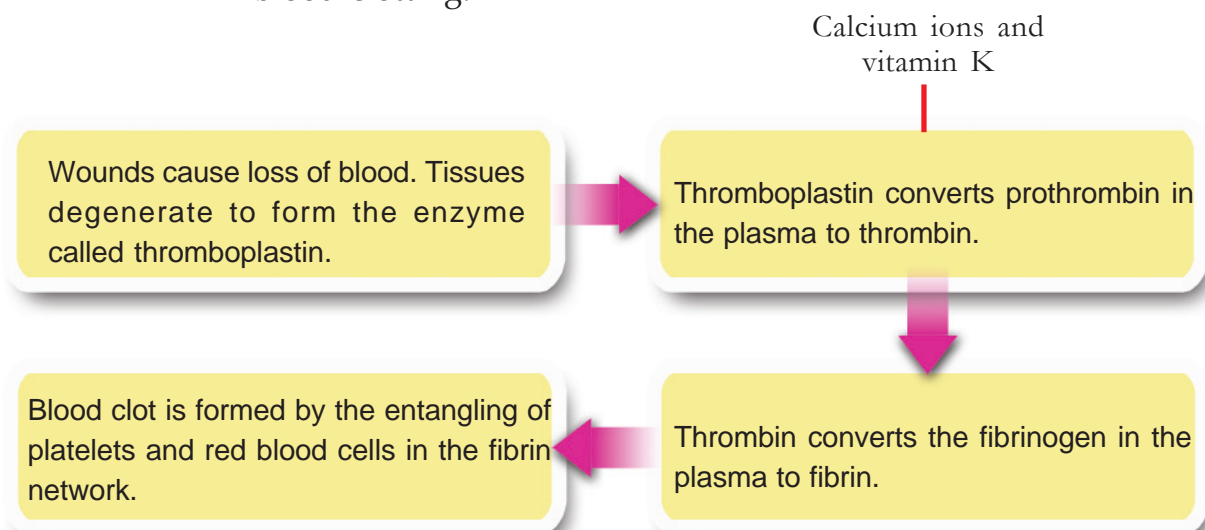 Calcium ions and
vitamin K
Wounds cause loss of blood. Tissues
degenerate to form the enzyme
called thromboplastin.
Thromboplastin converts prothrombin in
the plasma to thrombin.
Thrombin converts the fibrinogen in the
plasma to fibrin.
Blood clot is formed by the entangling of
platelets and red blood cells in the fibrin
network.